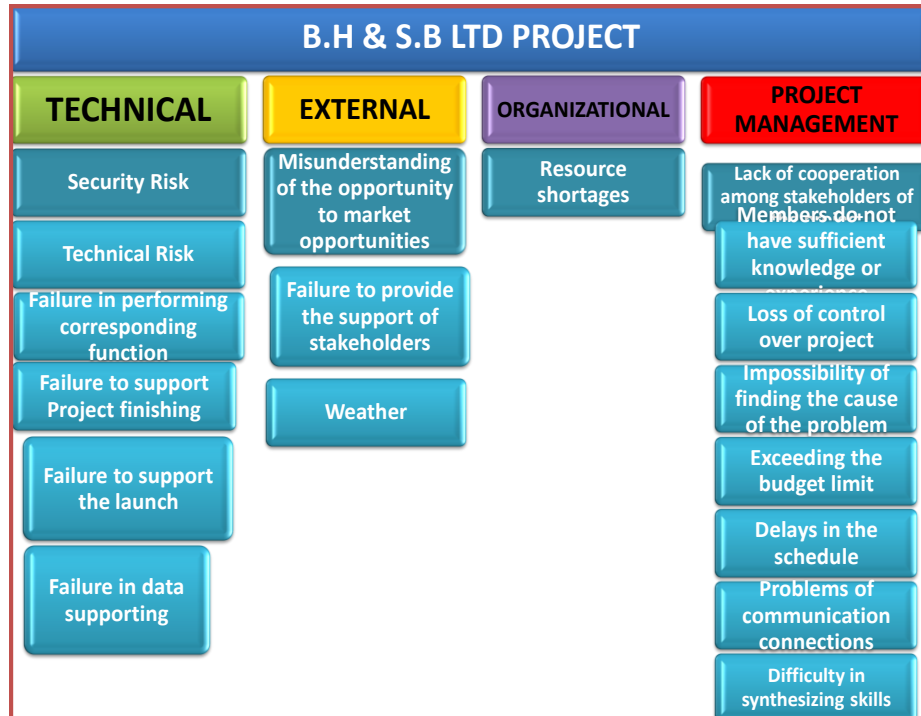 B.H & S.B LTD PROJECT
TECHNICAL
Security Risk
Technical Risk
Failure in performing
corresponding
function
Failure to support
Project finishing
Failure to support
the launch
Failure in data
supporting
EXTERNAL
Misunderstanding
of the opportunity
to market
opportunities
Failure to provide
the support of
stakeholders
Weather
ORGANIZATIONAL
Resource
shortages
PROJECT
MANAGEMENT
Lack of cooperation
among stakeholders of
Members do not
have sufficient
knowledge or
experience
Loss of control
over project
Impossibility of
finding the cause
of the problem
Exceeding the
budget limit
Delays in the
schedule
Problems of
communication
connections
Difficulty in
synthesizing skills